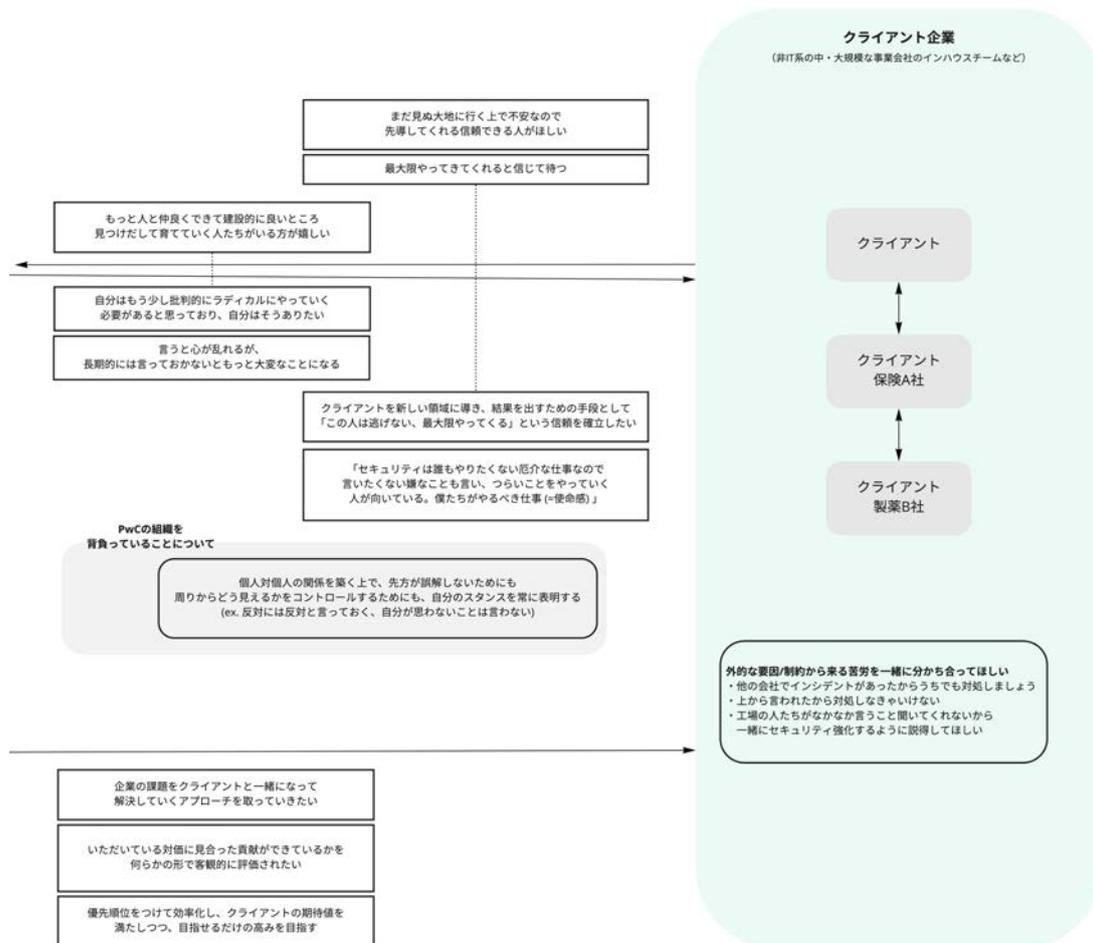 クライアント企業
（非IT系の中・大規模な事業会社のインハウスチームなど）
まだ見ぬ大地に行く上で不安なので
先導してくれる信頼できる人がほしい
最大限やってきてくれると信じて待つ
もっと人と仲良くできて建設的に良いところ
見つけだして育てていく人たちがいる方が嬉しい
自分はもう少し批判的にラディカルにやっていく
必要があると思っており、自分はそうありたい
言うと心が乱れるが、
長期的には言っておかないともっと大変なことになる
クライアントを新しい領域に導き、結果を出すための手段として
「この人は逃げない、最大限やってくる」という信頼を確立したい
「セキュリティは誰もやりたくない厄介な仕事なので
言いたくない嫌なことも言い、つらいことをやっていく
人が向いている。僕たちがやるべき仕事 (=使命感) 」
PwCの組織を
背負っていることについて
個人対個人の関係を築く上で、先方が誤解しないためにも
周りからどう見えるかをコントロールするためにも、自分のスタンスを常に表明する
(ex. 反対には反対と言っておく、自分が思わないことは言わない)
クライアント
クライアント
保険A社
クライアント
製薬B社
外的な要因/制約から来る苦労を一緒に分かち合ってほしい
・他の会社でインシデントがあったからうちでも対処しましょう
・上から言われたから対処しなきゃいけない
・工場の人たちがなかなか言うこと聞いてくれないから
一緒にセキュリティ強化するように説得してほしい
企業の課題をクライアントと一緒になって
解決していくアプローチを取っていきたい
いただいている対価に見合った貢献ができているかを
何らかの形で客観的に評価されたい
優先順位をつけて効率化し、クライアントの期待値を
満たしつつ、目指せるだけの高みを目指す